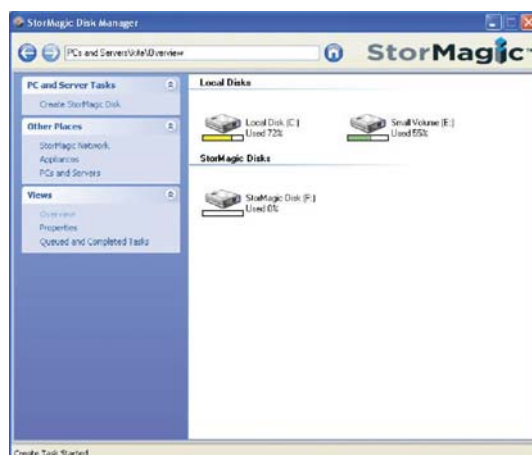 StorMagic Disk Manager
PCs and Servers\Kite\Overview
StorMagic
PC and Server Tasks
Create StorMagic Disk
Other Places
StorMagic Network
Appliances
PCs and Servers
Views
Overview
Properties
Queued and Completed Tasks
Local Disks
Local Disk (C:)
Used 72%
Small Volume (E:)
Used 55%
StorMagic Disks
StorMagic Disk (F:)
Used 0%
Create Task Started